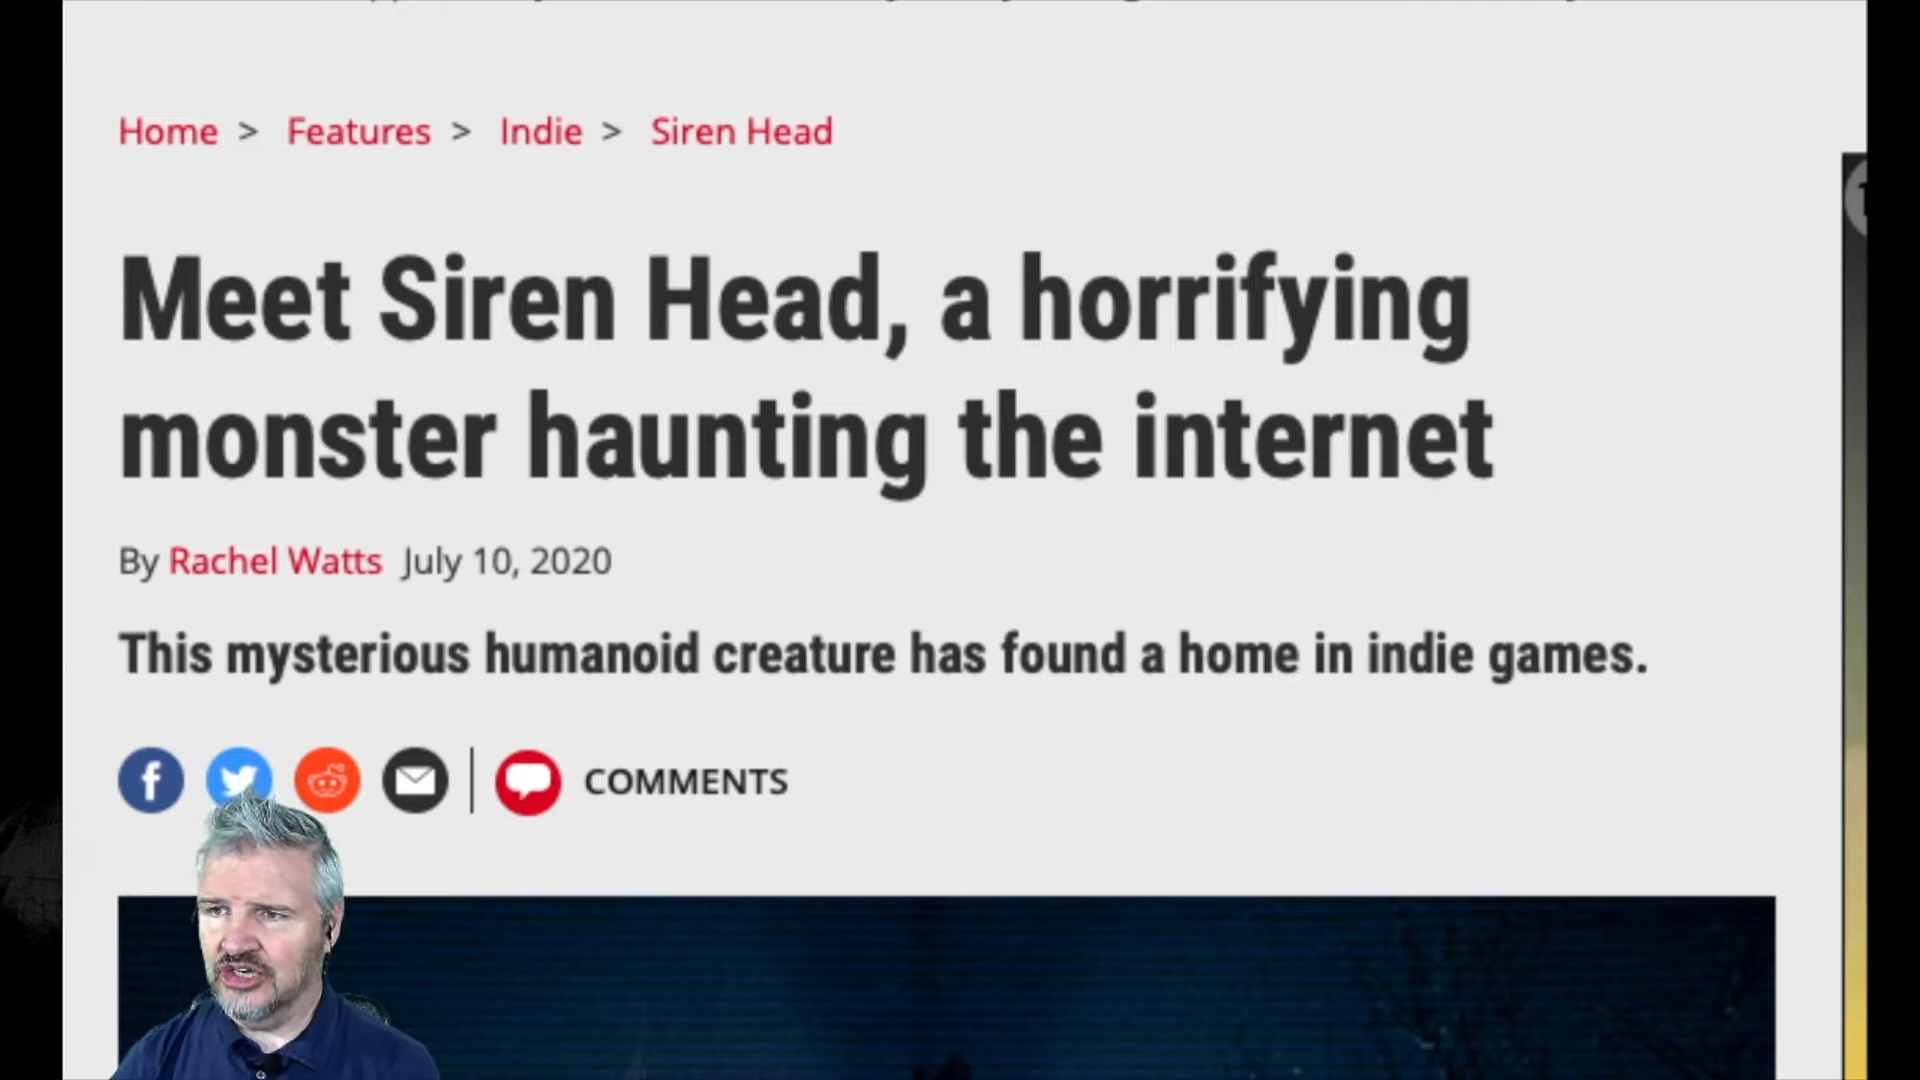 Home > Features > Indie > Siren Head
Meet Siren Head, a horrifying
monster haunting the internet
By Rachel Watts July 10, 2020
This mysterious humanoid creature has found a home in indie games.
f
COMMENTS